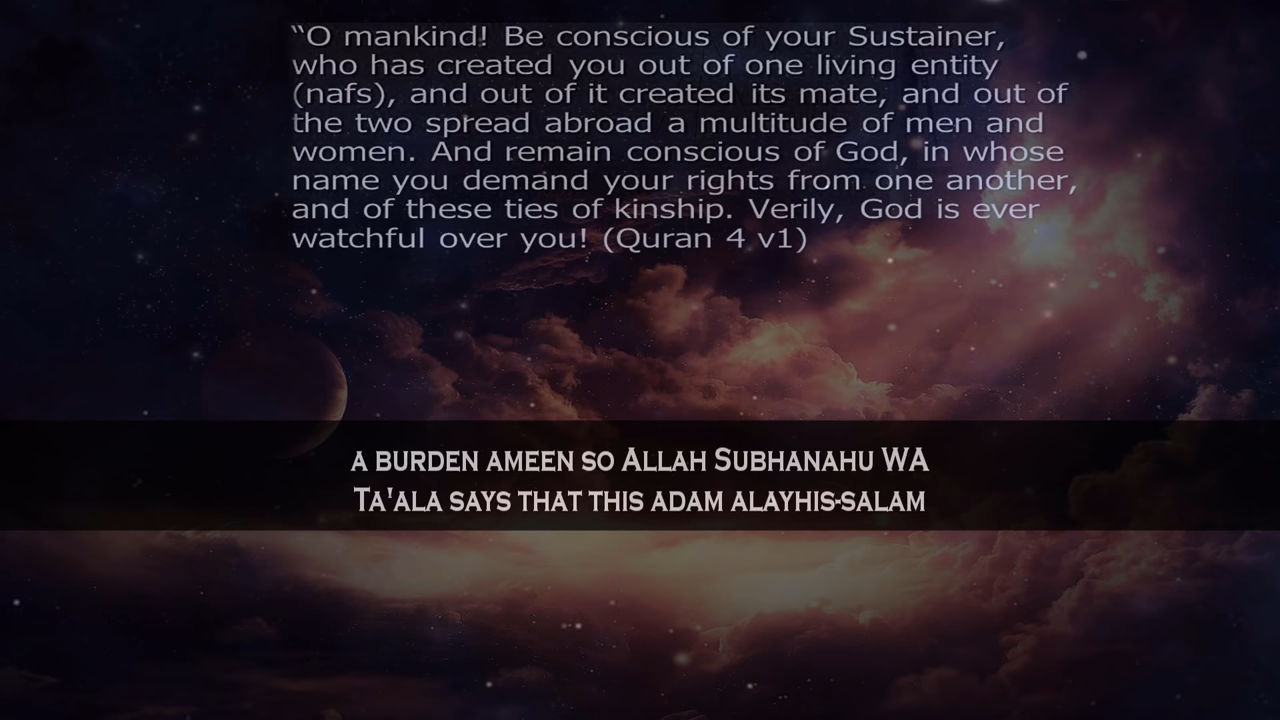 “O mankind! Be conscious of your Sustainer,
who has created you out of one living entity
(nafs), and out of it created its mate, and out of
the two spread abroad a multitude of men and
women. And remain conscious of God, in whose
name you demand your rights from one another,
and of these ties of kinship. Verily, God is ever
watchful over you! (Quran 4 v1)
A BURDEN AMEEN SO ALLAH SUBHANAHU WA
TA'ALA SAYS THAT THIS ADAM ALAYHIS-SALAM